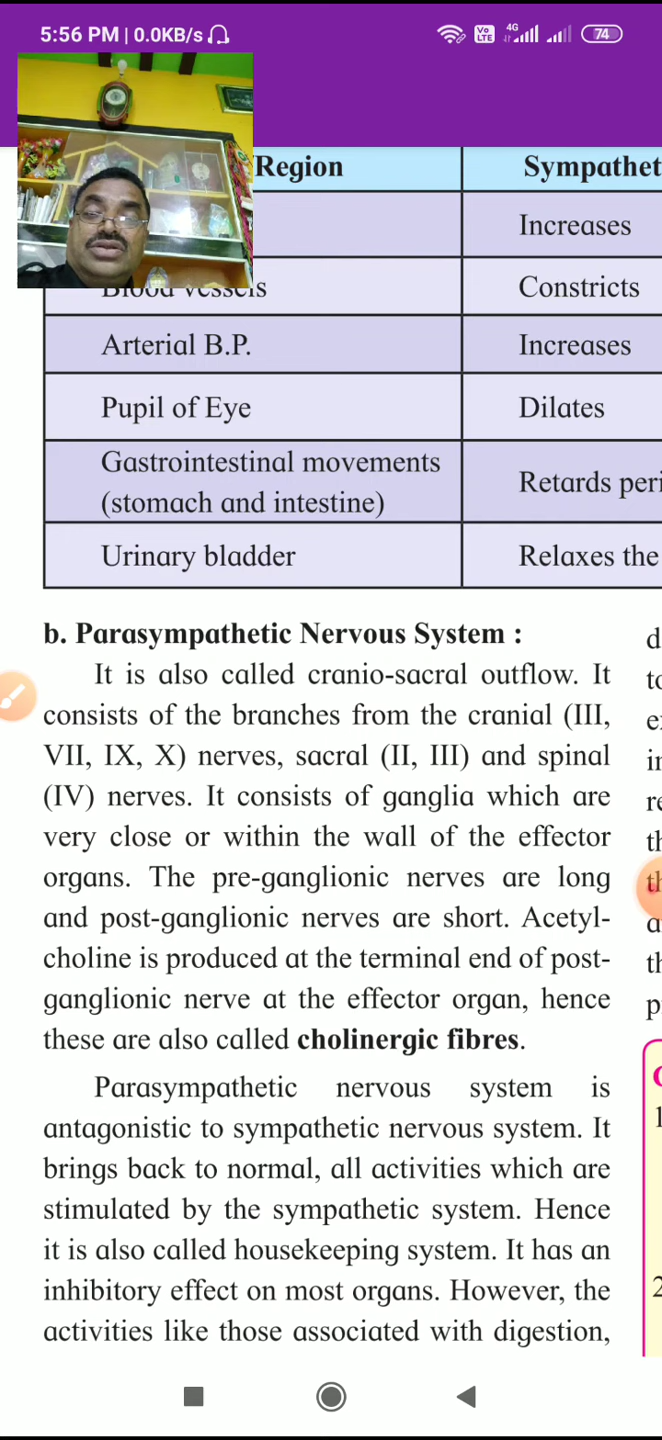 5:56 PM | 0.0KB/s
Vo LTE 4G 74
Region Sympathet
Increases
Blood vessels Constricts
Arterial B.P. Increases
Pupil of Eye Dilates
Gastrointestinal movements
(stomach and intestine) Retards peri
Urinary bladder Relaxes the
b. Parasympathetic Nervous System :
It is also called cranio-sacral outflow. It
consists of the branches from the cranial (III,
VII, IX, X) nerves, sacral (II, III) and spinal
(IV) nerves. It consists of ganglia which are
very close or within the wall of the effector
organs. The pre-ganglionic nerves are long
and post-ganglionic nerves are short. Acetyl-
choline is produced at the terminal end of post-
ganglionic nerve at the effector organ, hence
these are also called cholinergic fibres.
Parasympathetic nervous system is
antagonistic to sympathetic nervous system. It
brings back to normal, all activities which are
stimulated by the sympathetic system. Hence
it is also called housekeeping system. It has an
inhibitory effect on most organs. However, the
activities like those associated with digestion,